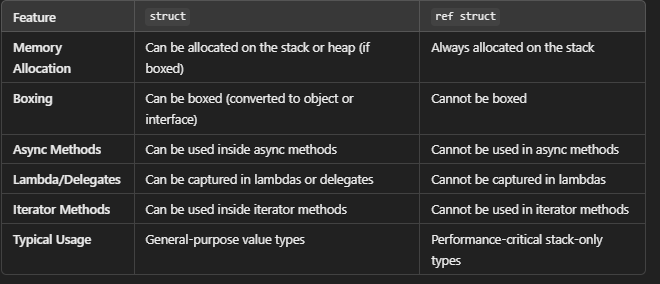 Feature struct ref struct
Memory Allocation Can be allocated on the stack or heap (if boxed) Always allocated on the stack
Boxing Can be boxed (converted to object or interface) Cannot be boxed
Async Methods Can be used inside async methods Cannot be used in async methods
Lambda/Delegates Can be captured in lambdas or delegates Cannot be captured in lambdas
Iterator Methods Can be used inside iterator methods Cannot be used in iterator methods
Typical Usage General-purpose value types Performance-critical stack-only types